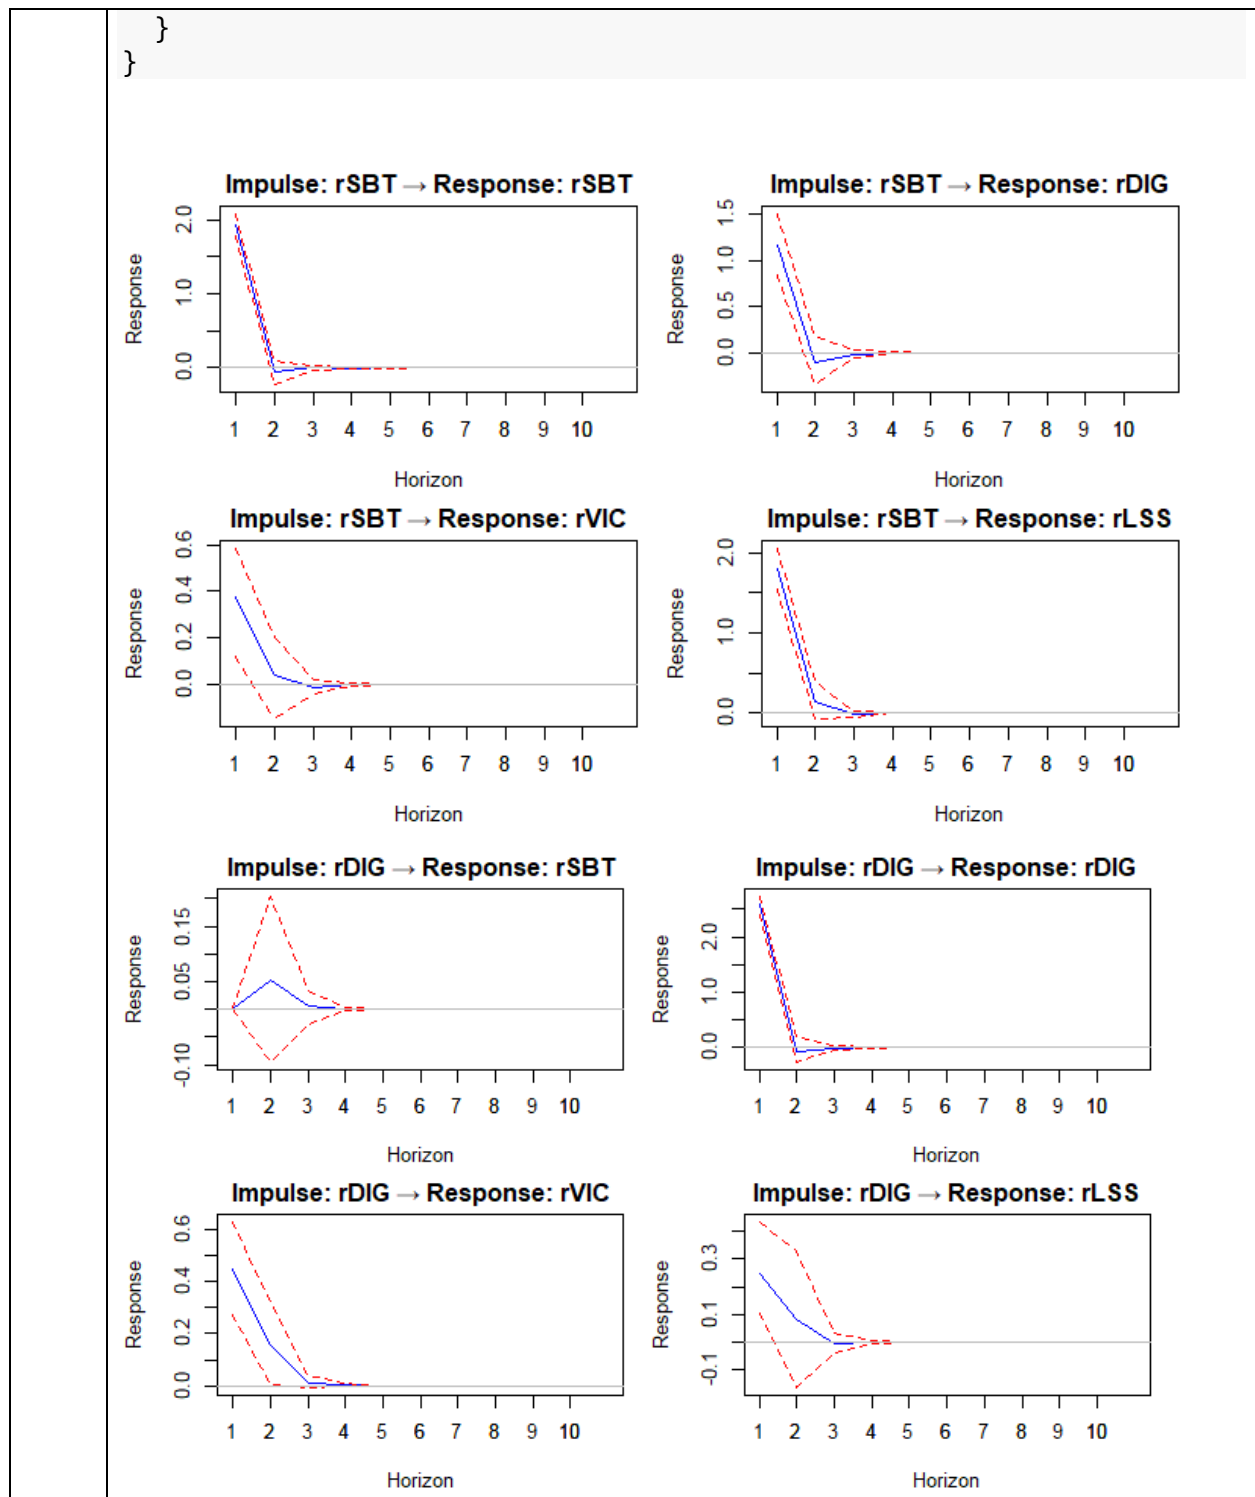 }
}
Impulse: rSBT → Response: rSBT
Response
2.0
1.0
0.0
1 2 3 4 5 6 7 8 9 10
Horizon
Impulse: rSBT → Response: rDIG
Response
1.5
1.0
0.5
0.0
1 2 3 4 5 6 7 8 9 10
Horizon
Impulse: rSBT → Response: rVIC
Response
0.6
0.4
0.2
0.0
1 2 3 4 5 6 7 8 9 10
Horizon
Impulse: rSBT → Response: rLSS
Response
2.0
1.0
0.0
1 2 3 4 5 6 7 8 9 10
Horizon
Impulse: rDIG → Response: rSBT
Response
0.15
0.05
-0.10
1 2 3 4 5 6 7 8 9 10
Horizon
Impulse: rDIG → Response: rDIG
Response
2.0
1.0
0.0
1 2 3 4 5 6 7 8 9 10
Horizon
Impulse: rDIG → Response: rVIC
Response
0.6
0.4
0.2
0.0
1 2 3 4 5 6 7 8 9 10
Horizon
Impulse: rDIG → Response: rLSS
Response
0.3
0.1
-0.1
1 2 3 4 5 6 7 8 9 10
Horizon